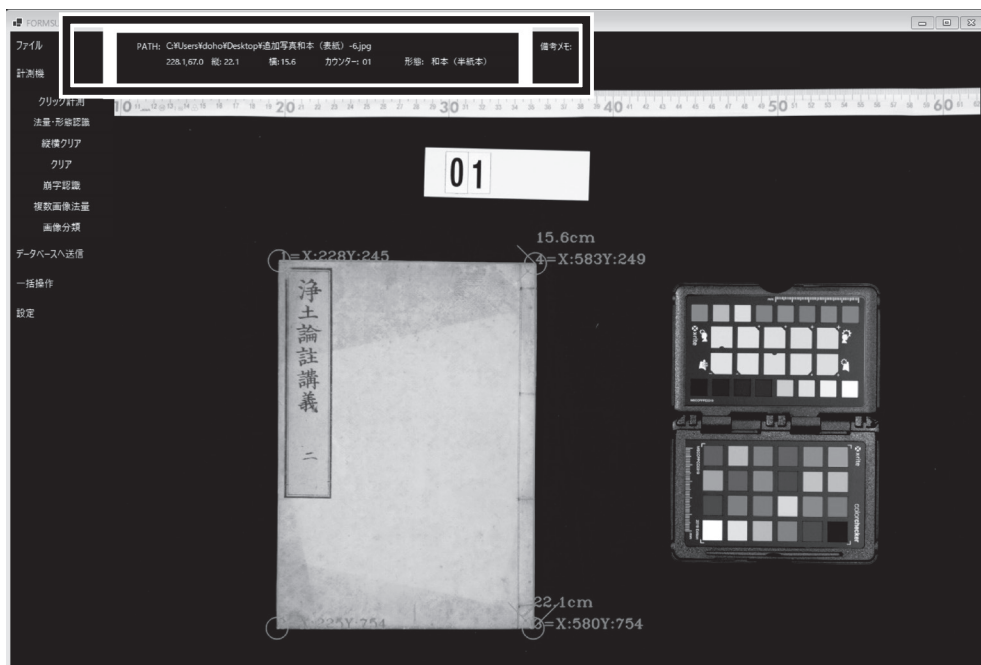 FORMSU
ファイル
計測機
クリック計測
法量・形態認識
縦横クリア
クリア
崩字認識
複数画像法量
画像分類
データベースへ送信
一括操作
設定
PATH: C:¥Users¥doho¥Desktop¥追加写真和本（表紙）-6.jpg
228.1,67.0 縦: 22.1 横:15.6 カウンター: 01 形態: 和本（半紙本）
備考メモ:
10 20 30 40 50 60
01
15.6cm
1=X:228Y:245
4=X:583Y:249
浄土論註講義 二
22.1cm
225Y:754
3=X:580Y:754
x-rite
x-rite
colorchecker